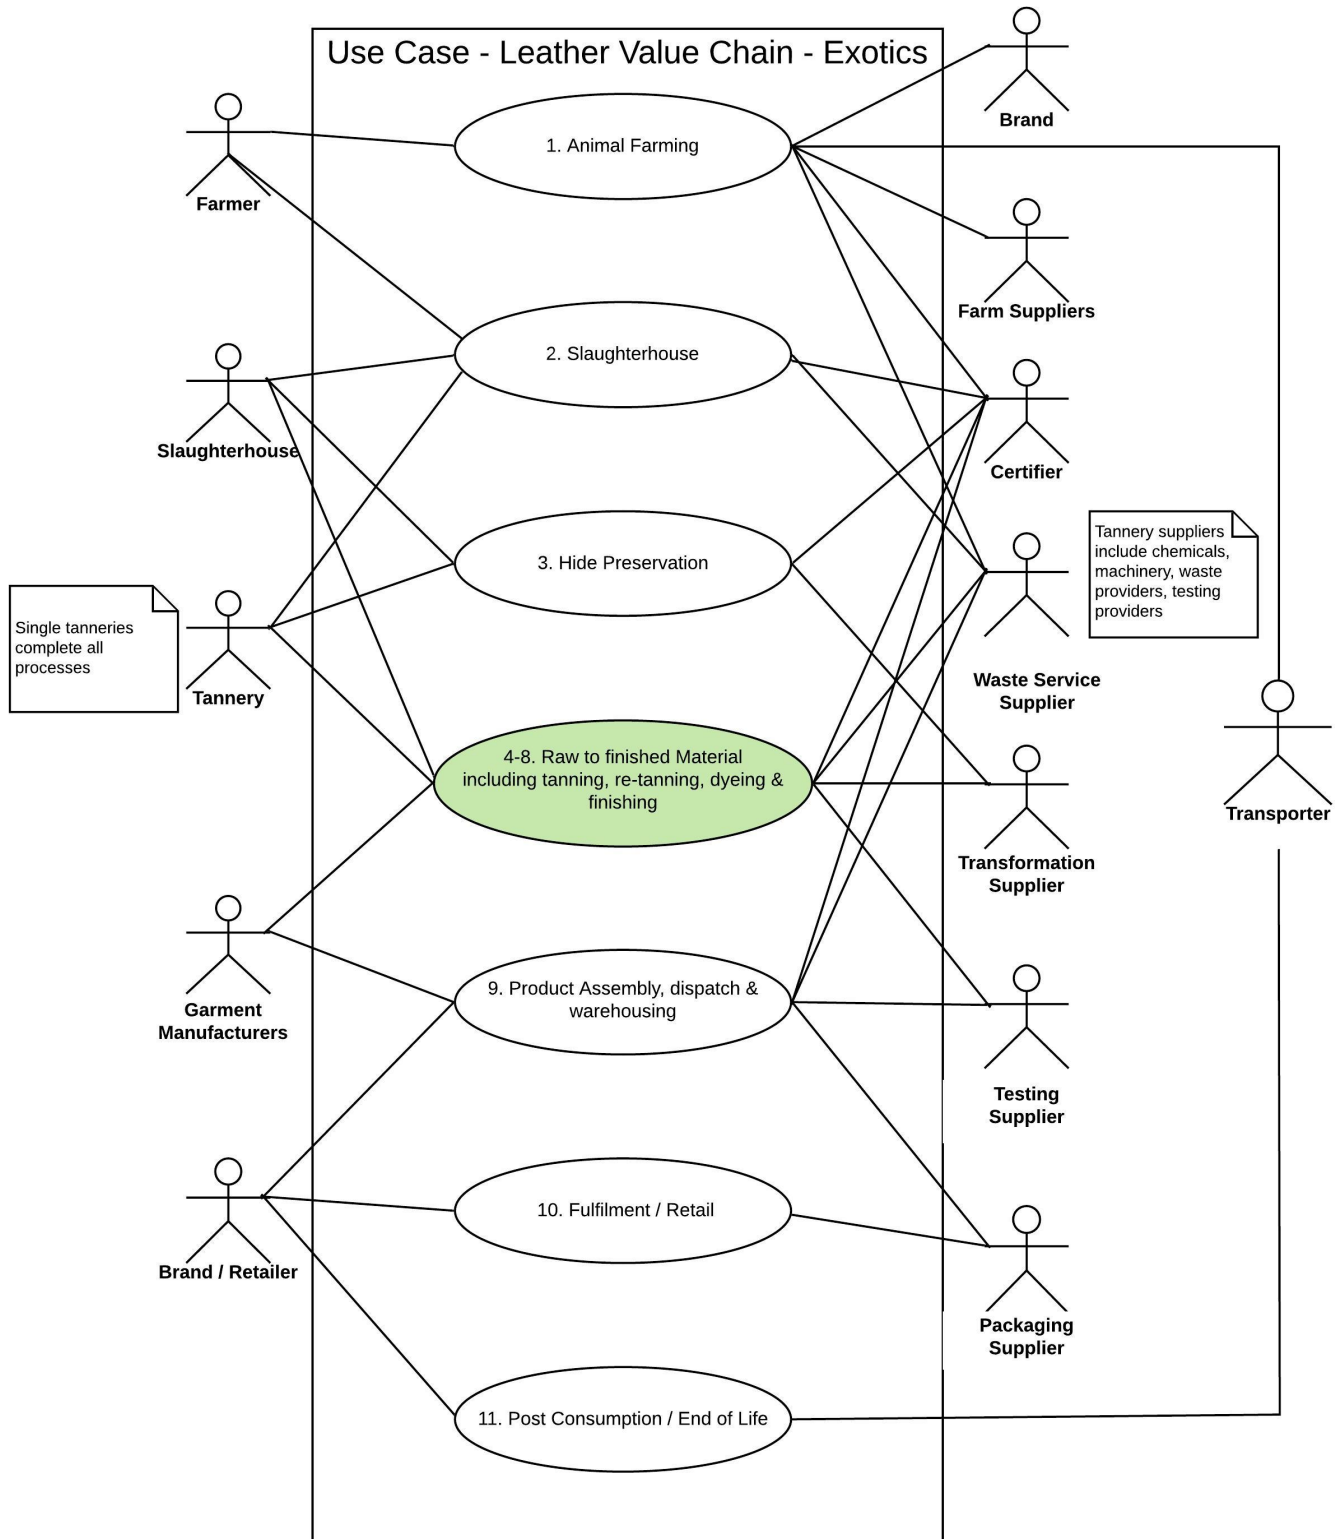 Use Case - Leather Value Chain - Exotics
Brand
1. Animal Farming
Farmer
Farm Suppliers
2. Slaughterhouse
Slaughterhouse
Certifier
Tannery suppliers
include chemicals,
machinery, waste
providers, testing
providers
3. Hide Preservation
Single tanneries
complete all
processes
Tannery
Waste Service
Supplier
4-8. Raw to finished Material
including tanning, re-tanning, dyeing &
finishing
Transporter
Transformation
Supplier
9. Product Assembly, dispatch &
warehousing
Garment
Manufacturers
Testing
Supplier
10. Fulfilment / Retail
Brand / Retailer
Packaging
Supplier
11. Post Consumption / End of Life